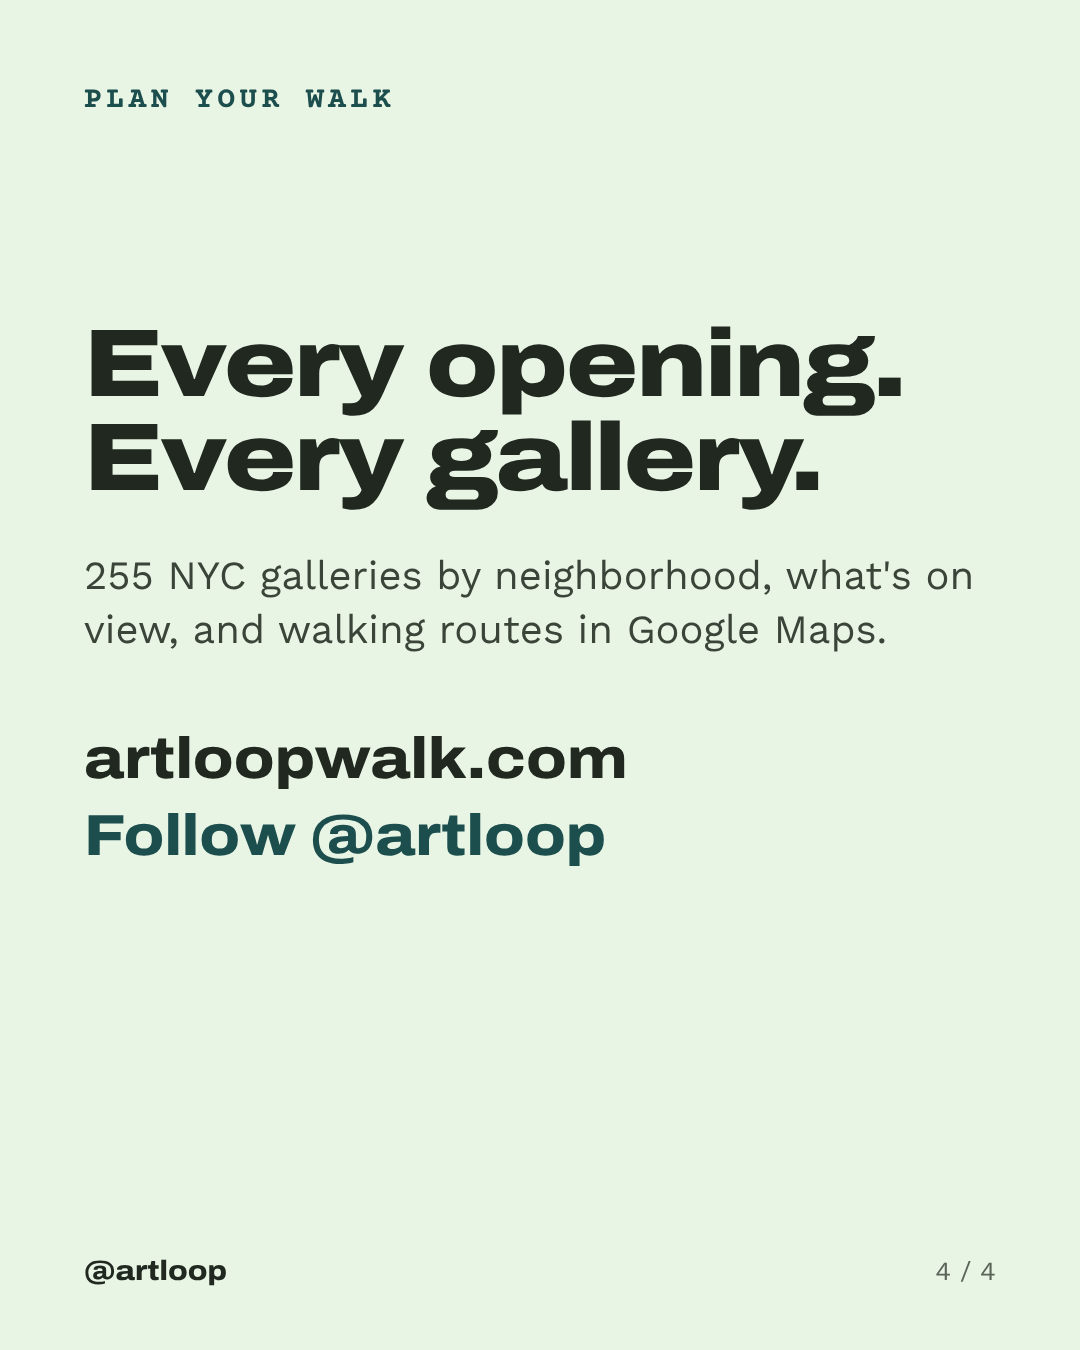 PLAN YOUR WALK
Every opening.
Every gallery.
255 NYC galleries by neighborhood, what's on
view, and walking routes in Google Maps.
artloopwalk.com
Follow @artloop
@artloop
4 / 4